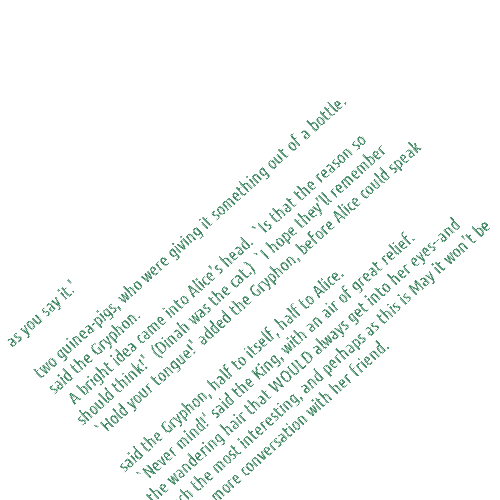 as you say it.'
two guinea-pigs, who were giving it something out of a bottle.
said the Gryphon.
A bright idea came into Alice's head. `Is that the reason so
should think!' (Dinah was the cat.) `I hope they'll remember
`Hold your tongue!' added the Gryphon, before Alice could speak
said the Gryphon, half to itself, half to Alice.
`Never mind!' said the King, with an air of great relief.
the wandering hair that WOULD always get into her eyes--and
the most interesting, and perhaps as this is May it won't be
more conversation with her friend.